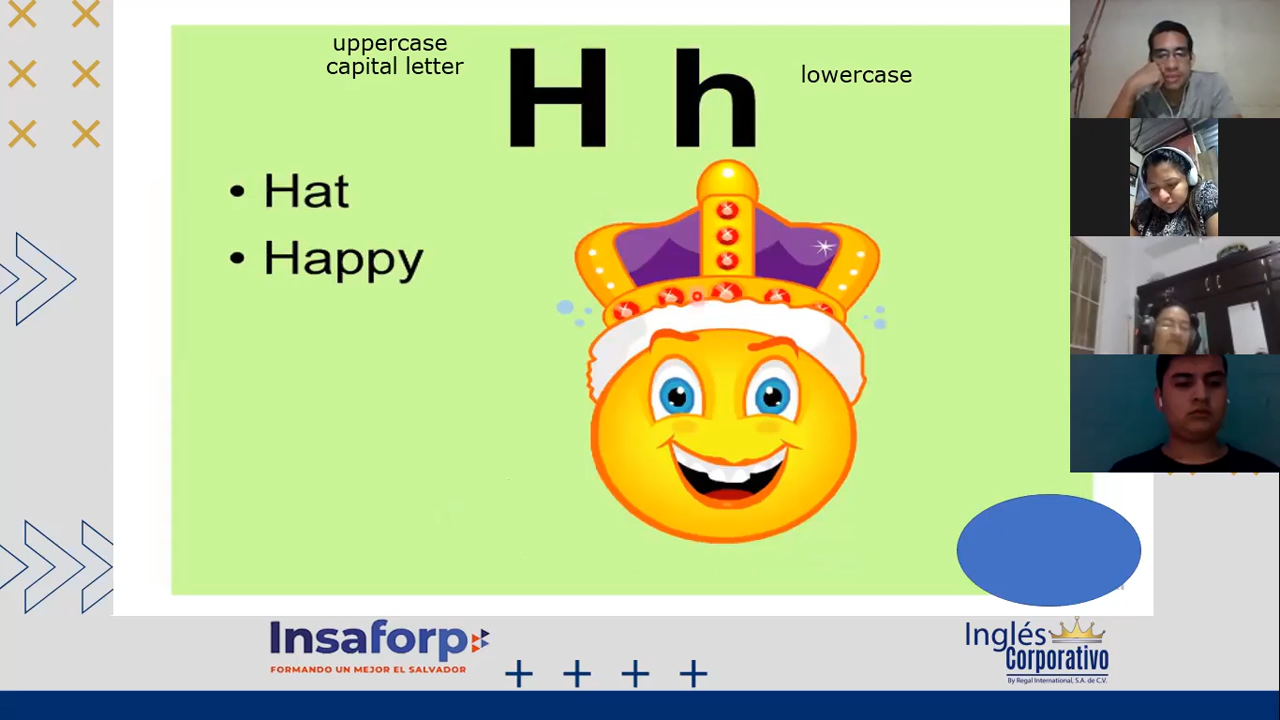 uppercase
capital letter
H h
lowercase
• Hat
• Happy
Insaforp
FORMANDO UN MEJOR EL SALVADOR
Inglés
Corporativo
By Regal International, S.A. de C.V.